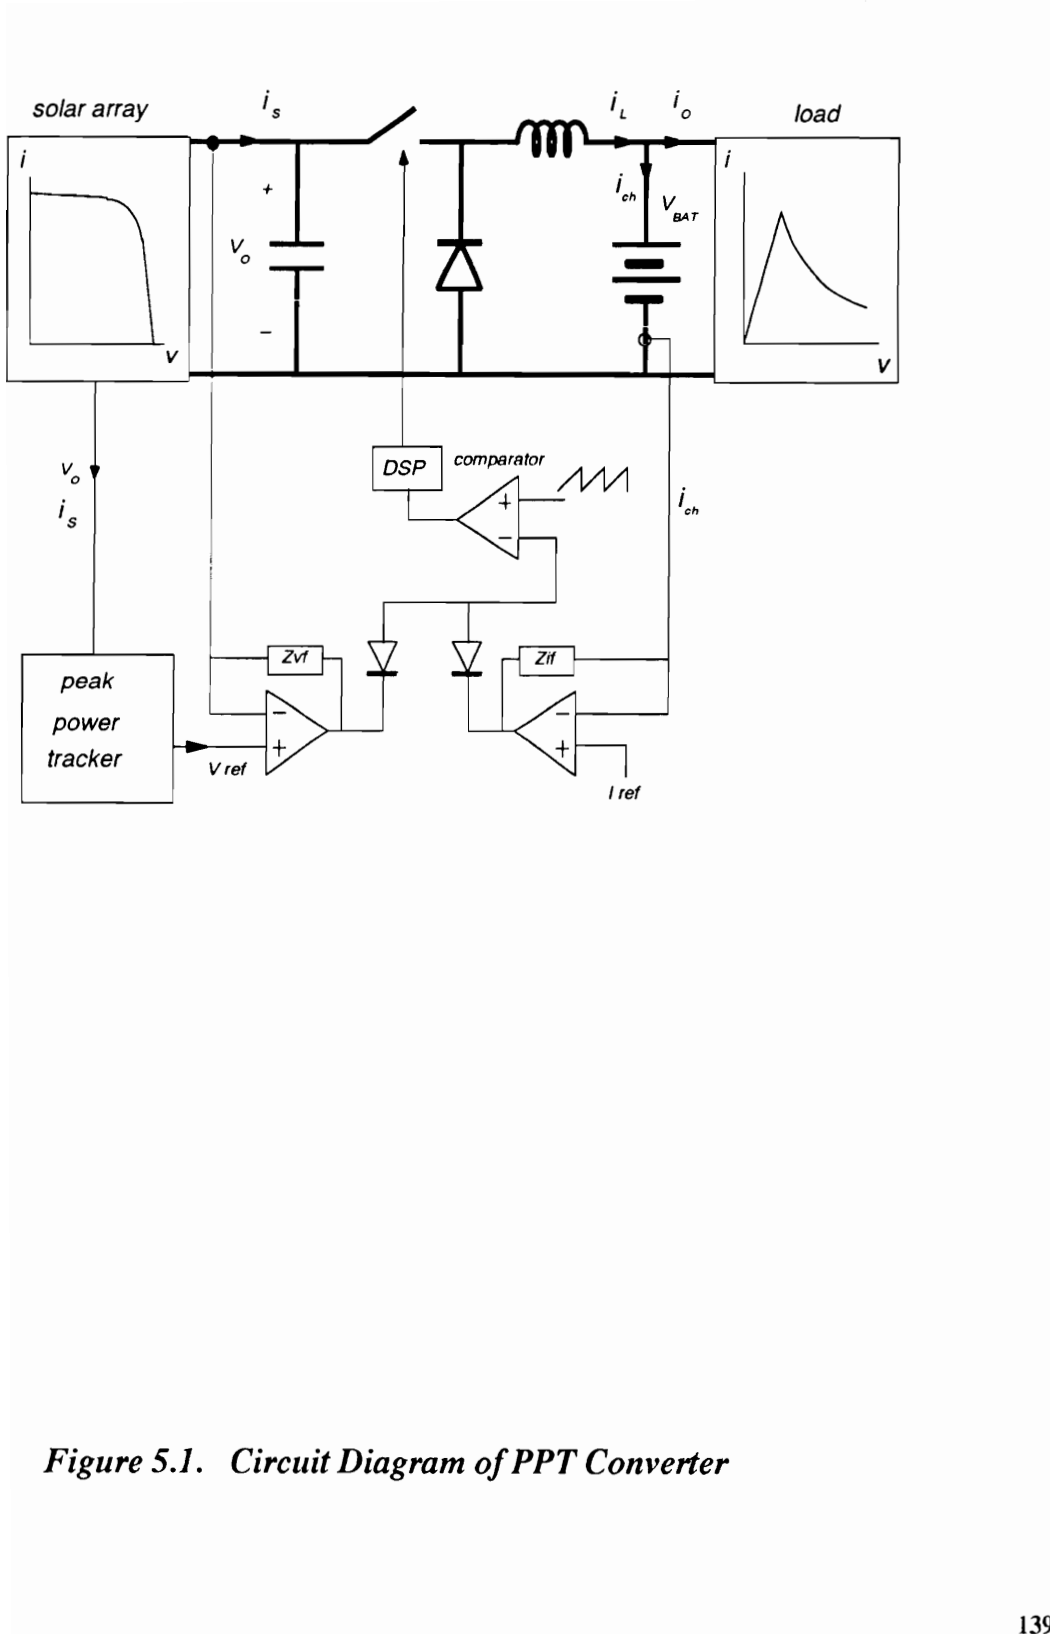 solar array
i s
i L
i o
load
i
+
V o
−
V
i ch
V BAT
i
V
V o
i s
DSP
comparator
+
−
i ch
Zvf
Zif
peak
power
tracker
−
+
V ref
−
+
I ref
Figure 5.1. Circuit Diagram of PPT Converter
139